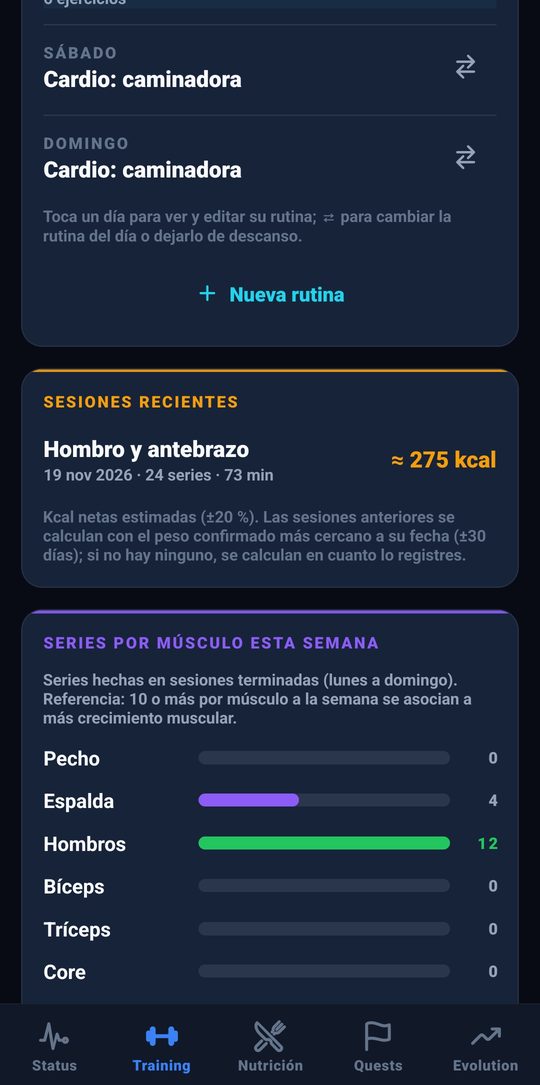 6 ejercicios
SÁBADO
Cardio: caminadora
DOMINGO
Cardio: caminadora
Toca un día para ver y editar su rutina; ⇄ para cambiar la
rutina del día o dejarlo de descanso.
+ Nueva rutina
SESIONES RECIENTES
Hombro y antebrazo
≈ 275 kcal
19 nov 2026 · 24 series · 73 min
Kcal netas estimadas (±20 %). Las sesiones anteriores se
calculan con el peso confirmado más cercano a su fecha (±30
días); si no hay ninguno, se calculan en cuanto lo registres.
SERIES POR MÚSCULO ESTA SEMANA
Series hechas en sesiones terminadas (lunes a domingo).
Referencia: 10 o más por músculo a la semana se asocian a
más crecimiento muscular.
Pecho 0
Espalda 4
Hombros 12
Bíceps 0
Tríceps 0
Core 0
Status Training Nutrición Quests Evolution